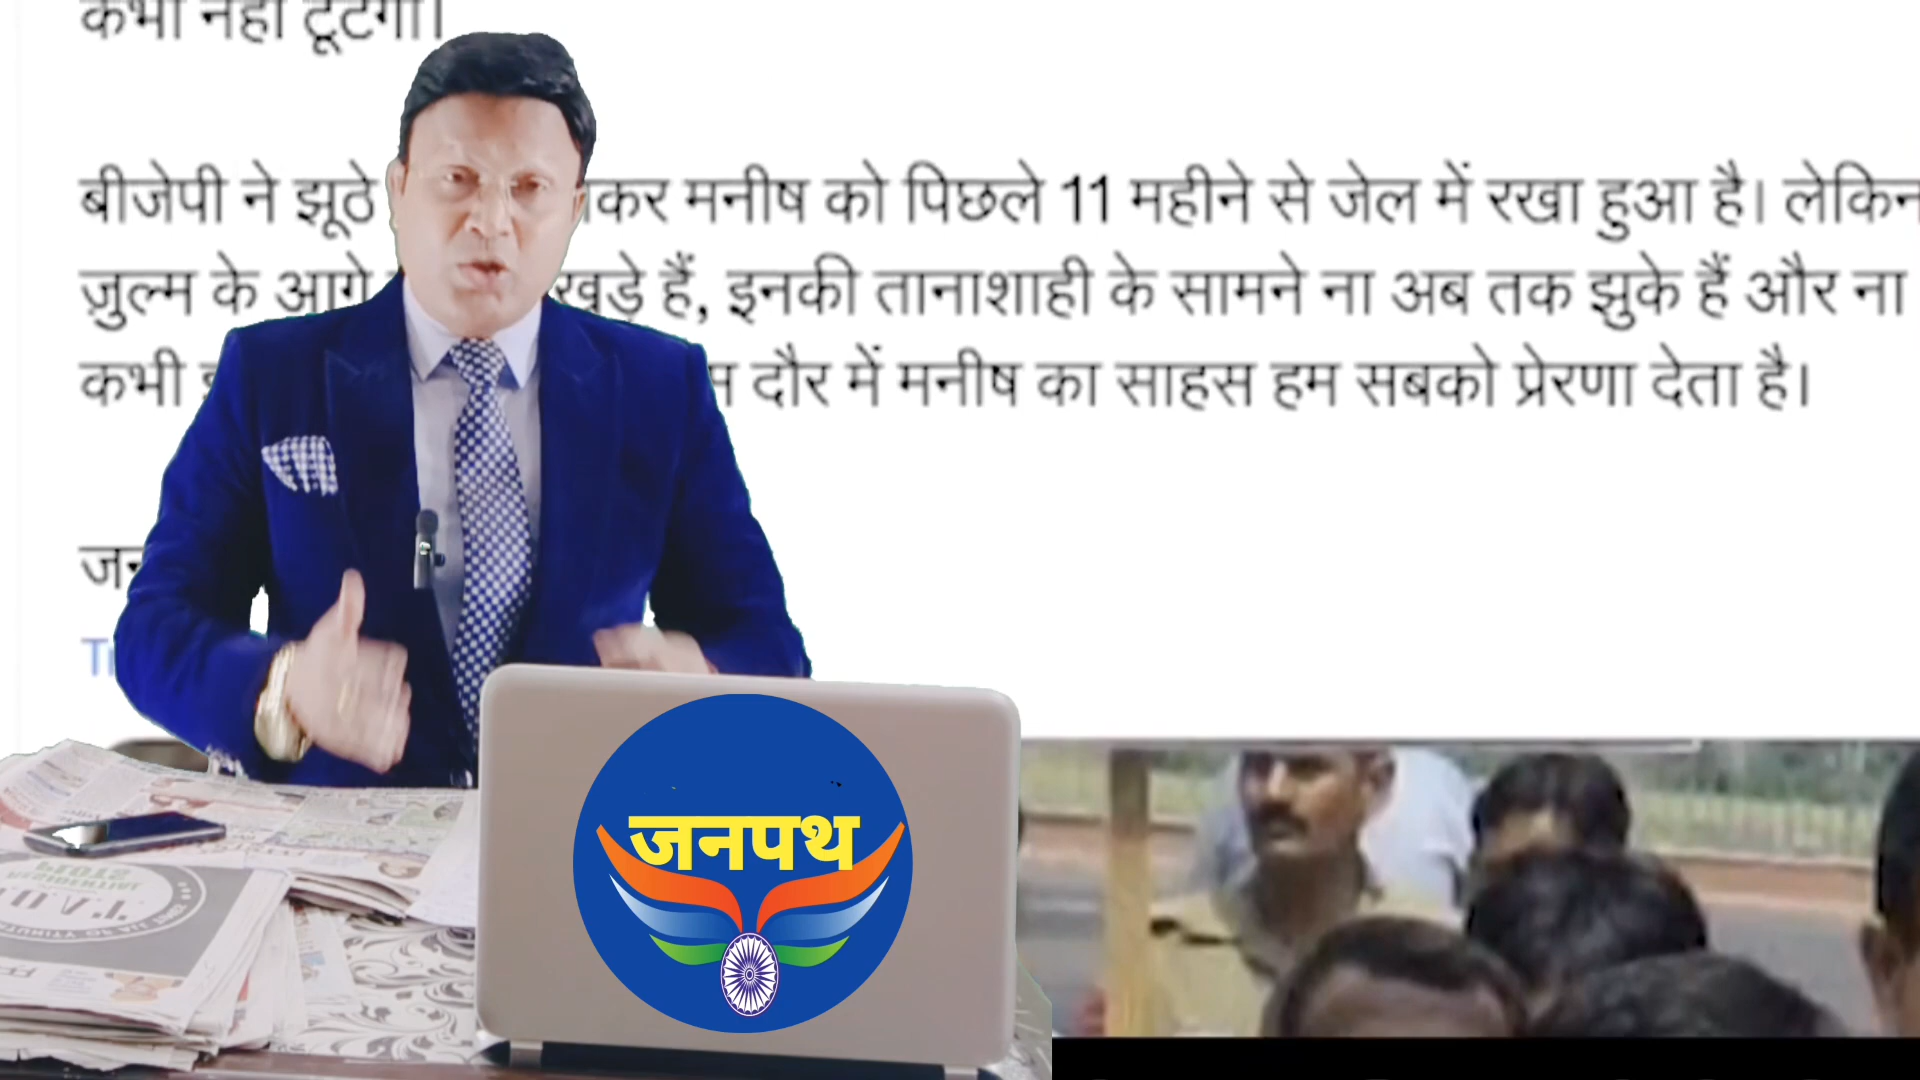 कभी नहीं टूटेगी।
बीजेपी ने झूठे मनीष को पिछले 11 महीने से जेल में रखा हुआ है। लेकिन
ज़ुल्म के आगे खड़े हैं, इनकी तानाशाही के सामने ना अब तक झुके हैं और ना
कभी दौर में मनीष का साहस हम सबको प्रेरणा देता है।
जनपथ